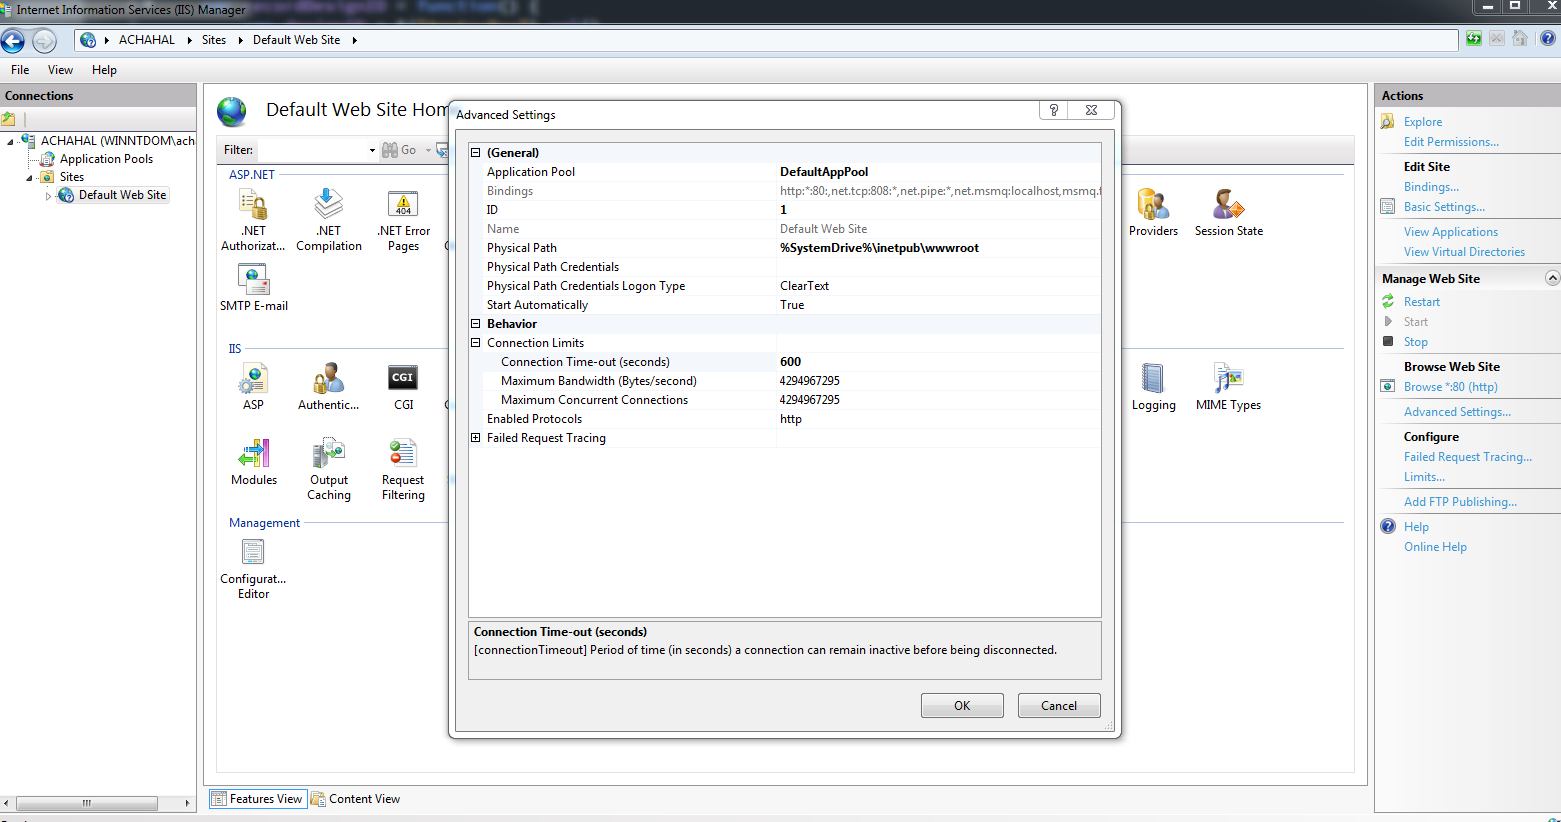 Internet Information Services (IIS) Manager
ACHAHAL Sites Default Web Site
File View Help
Connections
ACHAHAL (WINNTDOM\ach
Application Pools
Sites
Default Web Site
Default Web Site Hom
Filter: Go
ASP.NET
.NET Authorizat...
.NET Compilation
.NET Error Pages
SMTP E-mail
Providers
Session State
IIS
ASP
Authentic...
CGI
CGI
Logging
MIME Types
Modules
Output Caching
Request Filtering
Management
Configurat... Editor
Features View Content View
Advanced Settings
(General)
Application Pool DefaultAppPool
Bindings http:*:80:,net.tcp:808:*,net.pipe:*,net.msmq:localhost,msmq.f
ID 1
Name Default Web Site
Physical Path %SystemDrive%\inetpub\wwwroot
Physical Path Credentials
Physical Path Credentials Logon Type ClearText
Start Automatically True
Behavior
Connection Limits
Connection Time-out (seconds) 600
Maximum Bandwidth (Bytes/second) 4294967295
Maximum Concurrent Connections 4294967295
Enabled Protocols http
Failed Request Tracing
Connection Time-out (seconds)
[connectionTimeout] Period of time (in seconds) a connection can remain inactive before being disconnected.
OK Cancel
Actions
Explore
Edit Permissions...
Edit Site
Bindings...
Basic Settings...
View Applications
View Virtual Directories
Manage Web Site
Restart
Start
Stop
Browse Web Site
Browse *:80 (http)
Advanced Settings...
Configure
Failed Request Tracing...
Limits...
Add FTP Publishing...
Help
Online Help